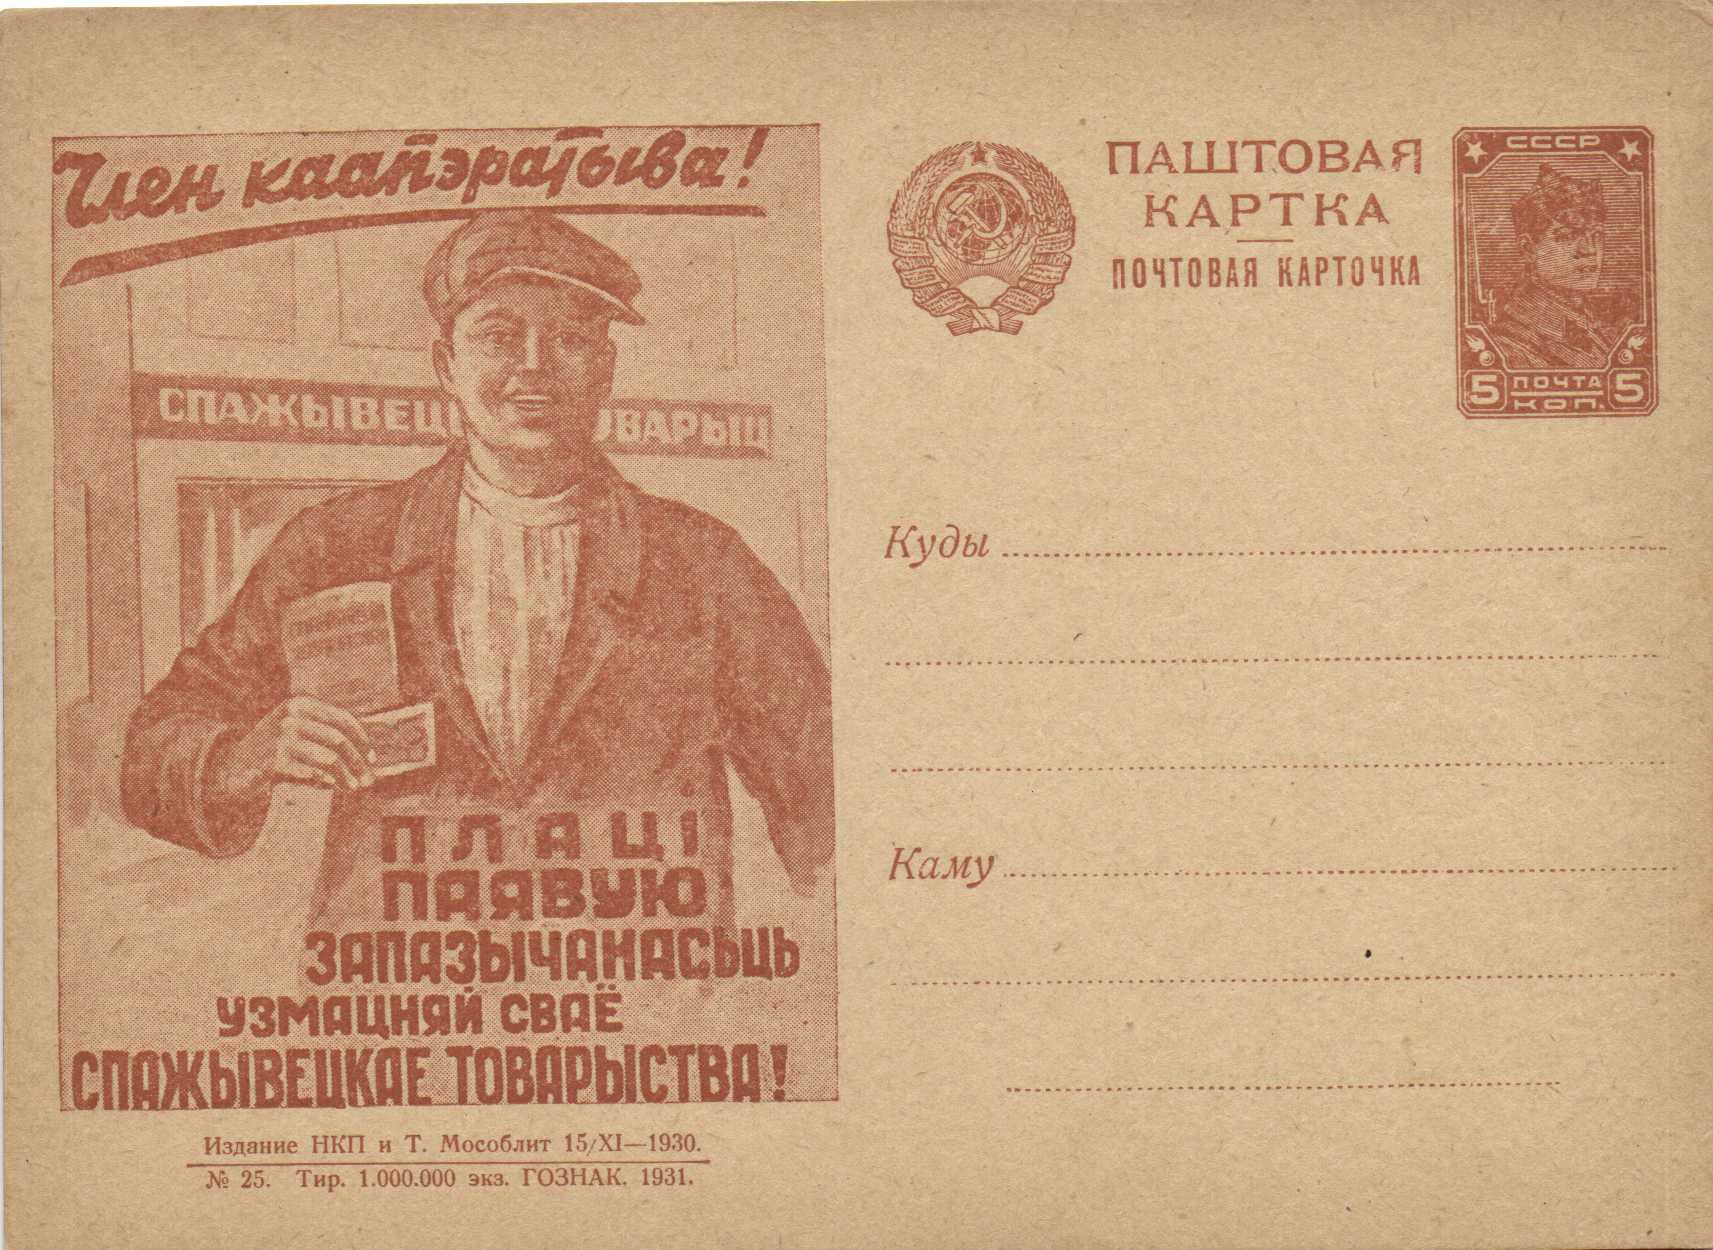 Член каапэратыва!
СПАЖЫВЕЦ ОВАРЫЦ
ПЛАЦІ
ПАЯВУЮ
ЗАПАЗЫЧАНАСЬЦЬ
УЗМАЦНЯЙ СВАЁ
СПАЖЫВЕЦКАЕ ТОВАРЫСТВА!
Издание НКП и Т. Мособлит 15/XI—1930.
№ 25. Тир. 1.000.000 экз. ГОЗНАК. 1931.
ПАШТОВАЯ
КАРТКА
ПОЧТОВАЯ КАРТОЧКА
СССР
5 ПОЧТА 5
КОП.
Куды
Каму